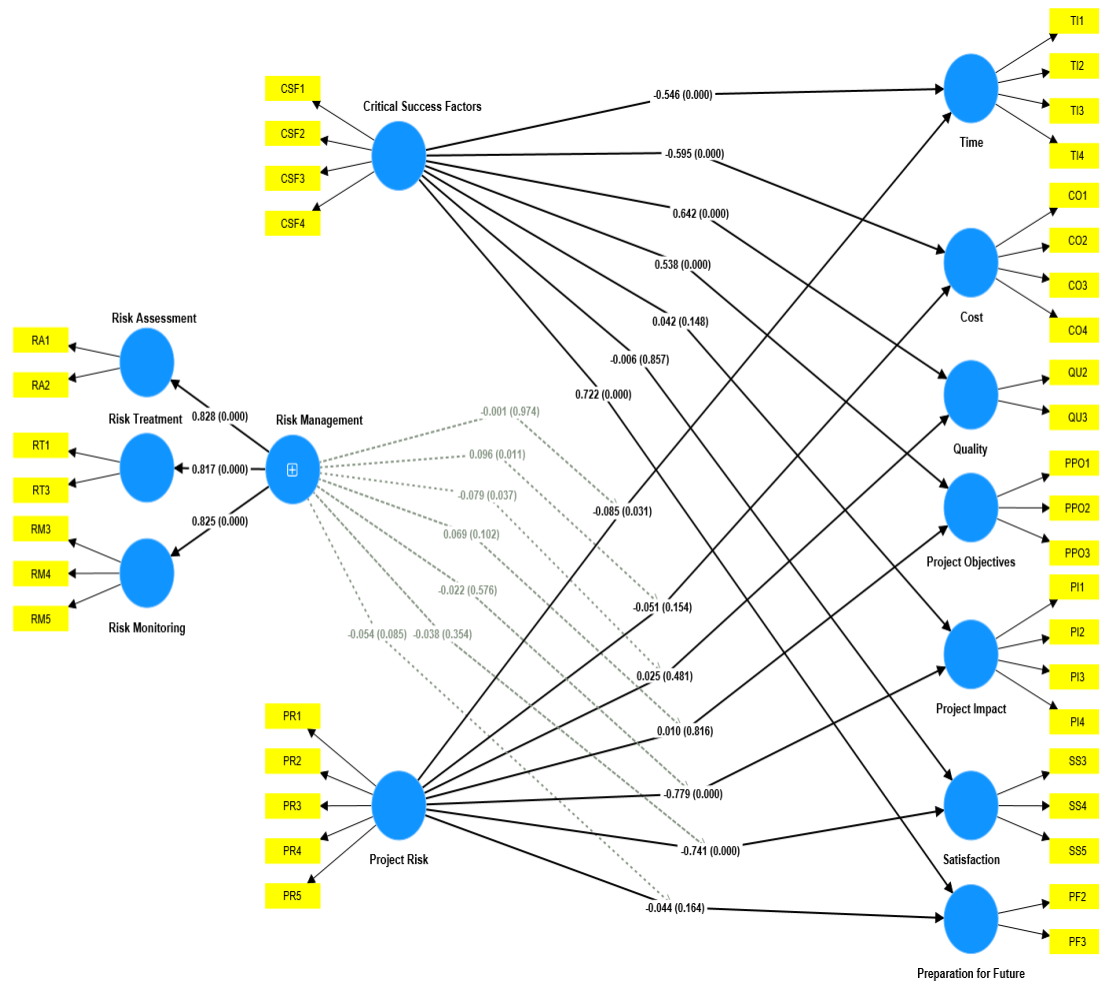 TI1
CSF1
Critical Success Factors
-0.546 (0.000)
TI2
TI3
CSF2
Time
TI4
-0.595 (0.000)
CSF3
CO1
0.642 (0.000)
CSF4
CO2
0.538 (0.000)
CO3
Cost
0.042 (0.148)
CO4
Risk Assessment
RA1
-0.006 (0.857)
QU2
RA2
0.722 (0.000)
-0.001 (0.974)
0.828 (0.000)
Risk Treatment
Risk Management
QU3
RT1
Quality
0.096 (0.011)
PPO1
0.817 (0.000)
RT3
-0.079 (0.037)
PPO2
-0.085 (0.031)
0.825 (0.000)
RM3
0.069 (0.102)
PPO3
Project Objectives
RM4
-0.022 (0.576)
PI1
-0.051 (0.154)
RM5
Risk Monitoring
-0.054 (0.085)
-0.038 (0.354)
PI2
0.025 (0.481)
PI3
Project Impact
PR1
PI4
0.010 (0.816)
PR2
SS3
-0.779 (0.000)
PR3
SS4
PR4
-0.741 (0.000)
SS5
Project Risk
Satisfaction
PR5
PF2
-0.044 (0.164)
PF3
Preparation for Future